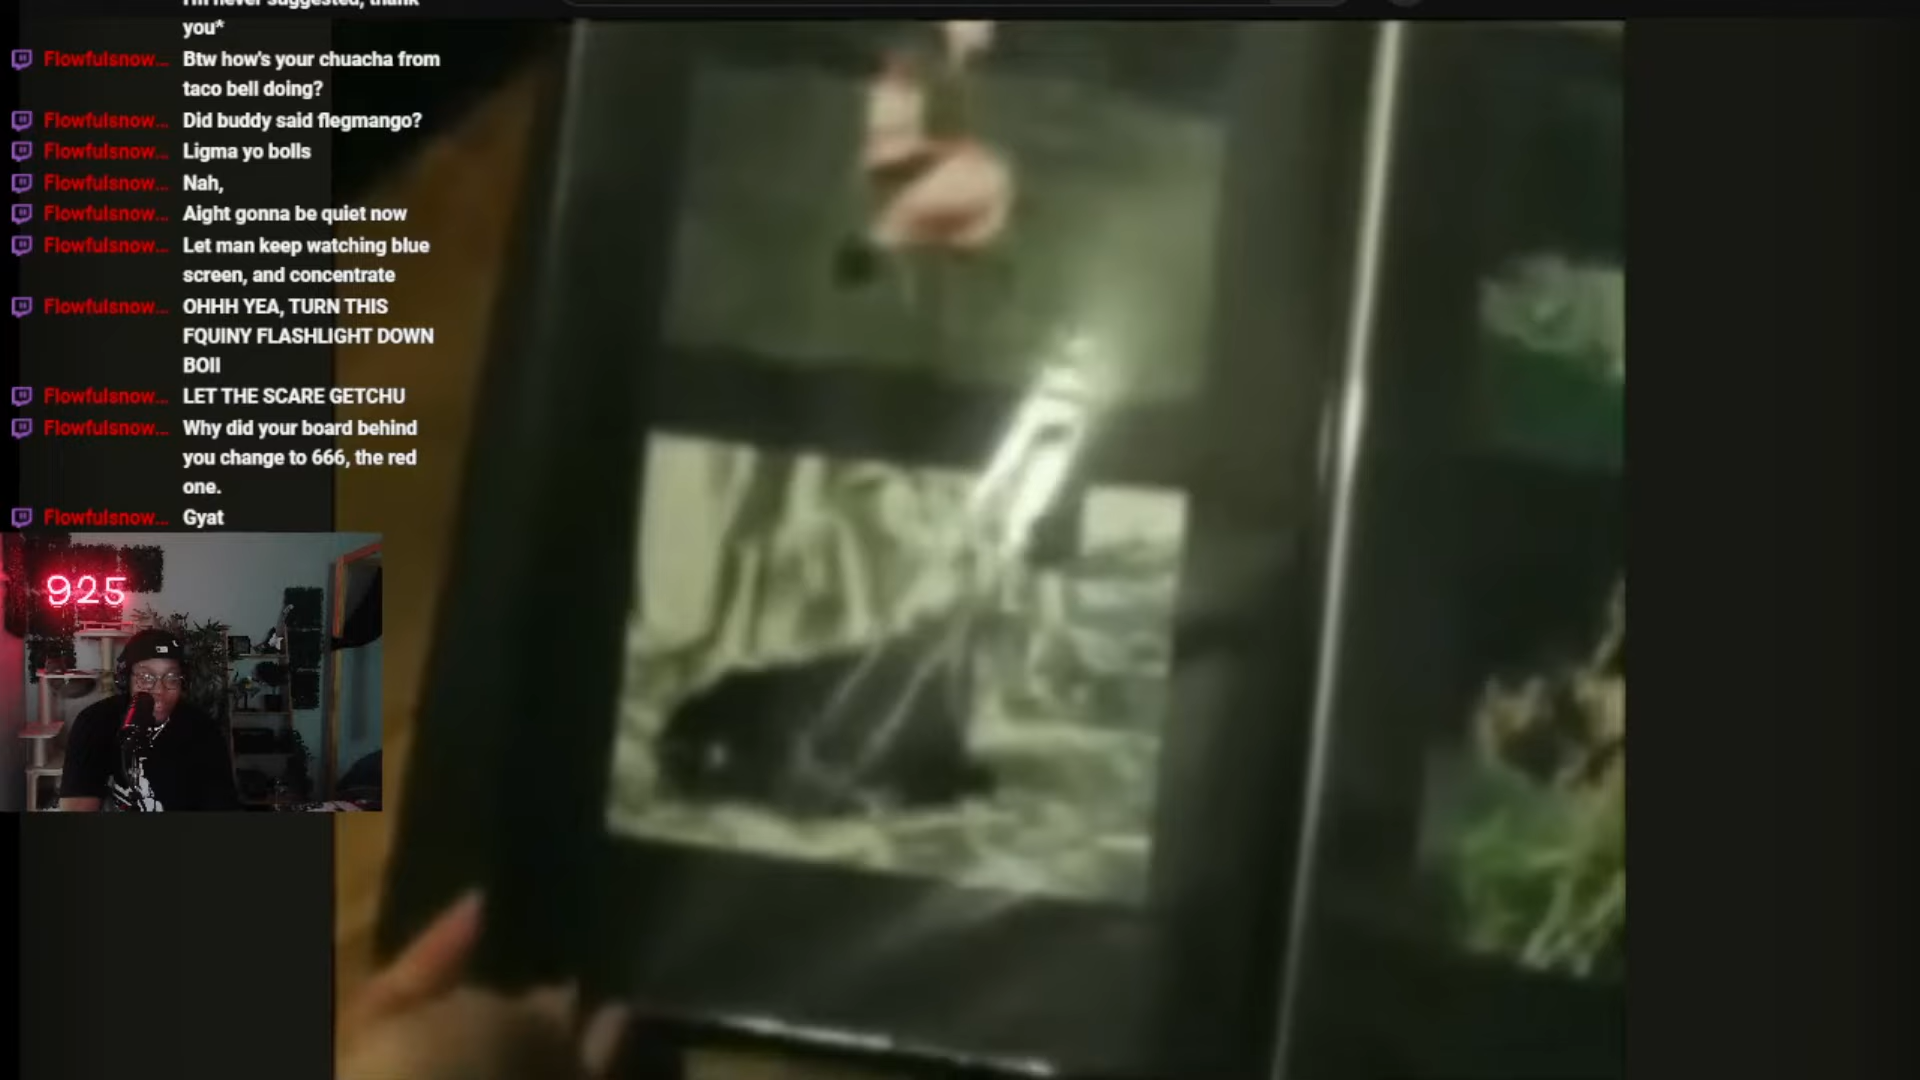 I'm never suggested, thank
you*
Flowfulsnow... Btw how's your chuacha from
taco bell doing?
Flowfulsnow... Did buddy said flegmango?
Flowfulsnow... Ligma yo bolls
Flowfulsnow... Nah,
Flowfulsnow... Aight gonna be quiet now
Flowfulsnow... Let man keep watching blue
screen, and concentrate
Flowfulsnow... OHHH YEA, TURN THIS
FQUINY FLASHLIGHT DOWN
BOII
Flowfulsnow... LET THE SCARE GETCHU
Flowfulsnow... Why did your board behind
you change to 666, the red
one.
Flowfulsnow... Gyat
925